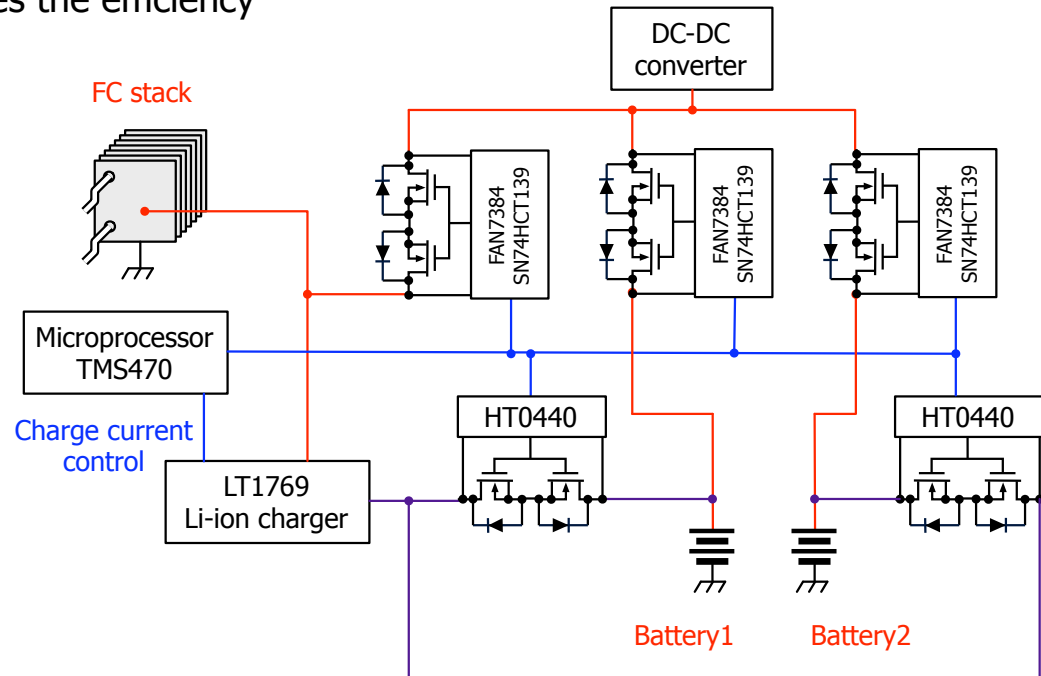 es the efficiency
DC-DC
converter
FC stack
FAN7384
SN74HCT139
FAN7384
SN74HCT139
FAN7384
SN74HCT139
Microprocessor
TMS470
HT0440
HT0440
Charge current
control
LT1769
Li-ion charger
Battery1
Battery2